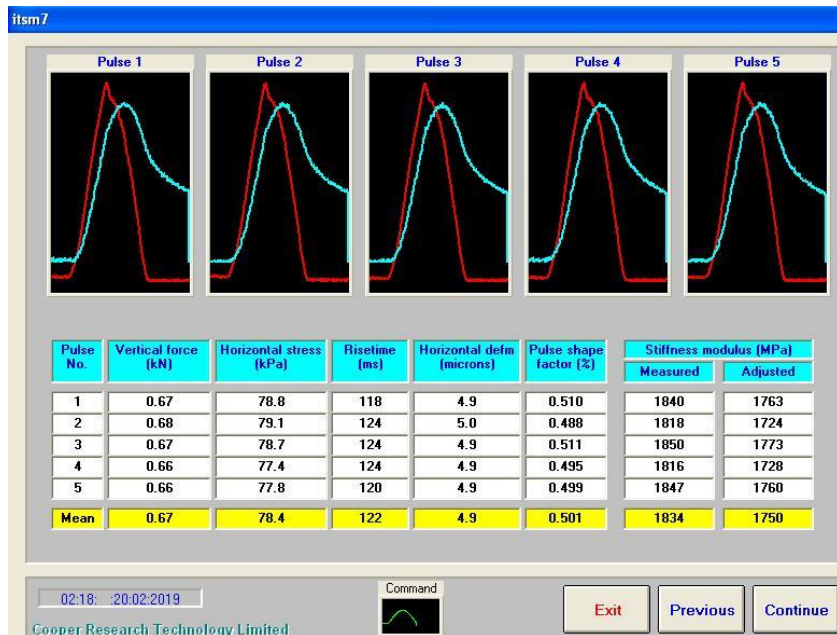 itsm7
Pulse 1 Pulse 2 Pulse 3 Pulse 4 Pulse 5
Pulse No. Vertical force (kN) Horizontal stress (kPa) Risetime (ms) Horizontal defm (microns) Pulse shape factor (%) Stiffness modulus (MPa)
Measured Adjusted
1 0.67 78.8 118 4.9 0.510 1840 1763
2 0.68 79.1 124 5.0 0.488 1818 1724
3 0.67 78.7 124 4.9 0.511 1850 1773
4 0.66 77.4 124 4.9 0.495 1816 1728
5 0.66 77.8 120 4.9 0.499 1847 1760
Mean 0.67 78.4 122 4.9 0.501 1834 1750
Command
02:18: :20:02:2019
Exit Previous Continue
Cooper Research Technology Limited